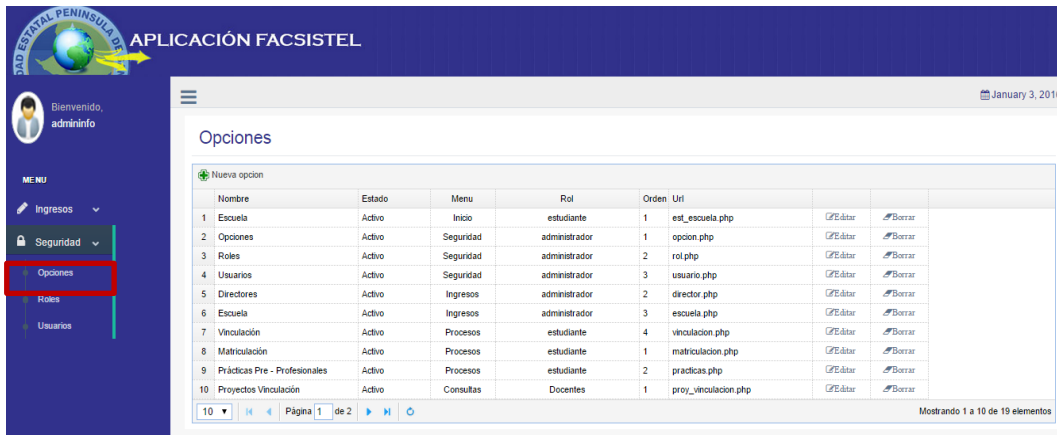 DAD ESTATAL PENINSULA DE
APLICACIÓN FACSISTEL
Bienvenido,
admininfo
January 3, 201
MENU
Ingresos
Seguridad
Opciones
Roles
Usuarios
Opciones
Nueva opcion
Nombre Estado Menu Rol Orden Url
1 Escuela Activo Inicio estudiante 1 est_escuela.php Editar Borrar
2 Opciones Activo Seguridad administrador 1 opcion.php Editar Borrar
3 Roles Activo Seguridad administrador 2 rol.php Editar Borrar
4 Usuarios Activo Seguridad administrador 3 usuario.php Editar Borrar
5 Directores Activo Ingresos administrador 2 director.php Editar Borrar
6 Escuela Activo Ingresos administrador 3 escuela.php Editar Borrar
7 Vinculación Activo Procesos estudiante 4 vinculacion.php Editar Borrar
8 Matriculación Activo Procesos estudiante 1 matriculacion.php Editar Borrar
9 Prácticas Pre - Profesionales Activo Procesos estudiante 2 practicas.php Editar Borrar
10 Proyectos Vinculación Activo Consultas Docentes 1 proy_vinculacion.php Editar Borrar
10 Página 1 de 2 Mostrando 1 a 10 de 19 elementos